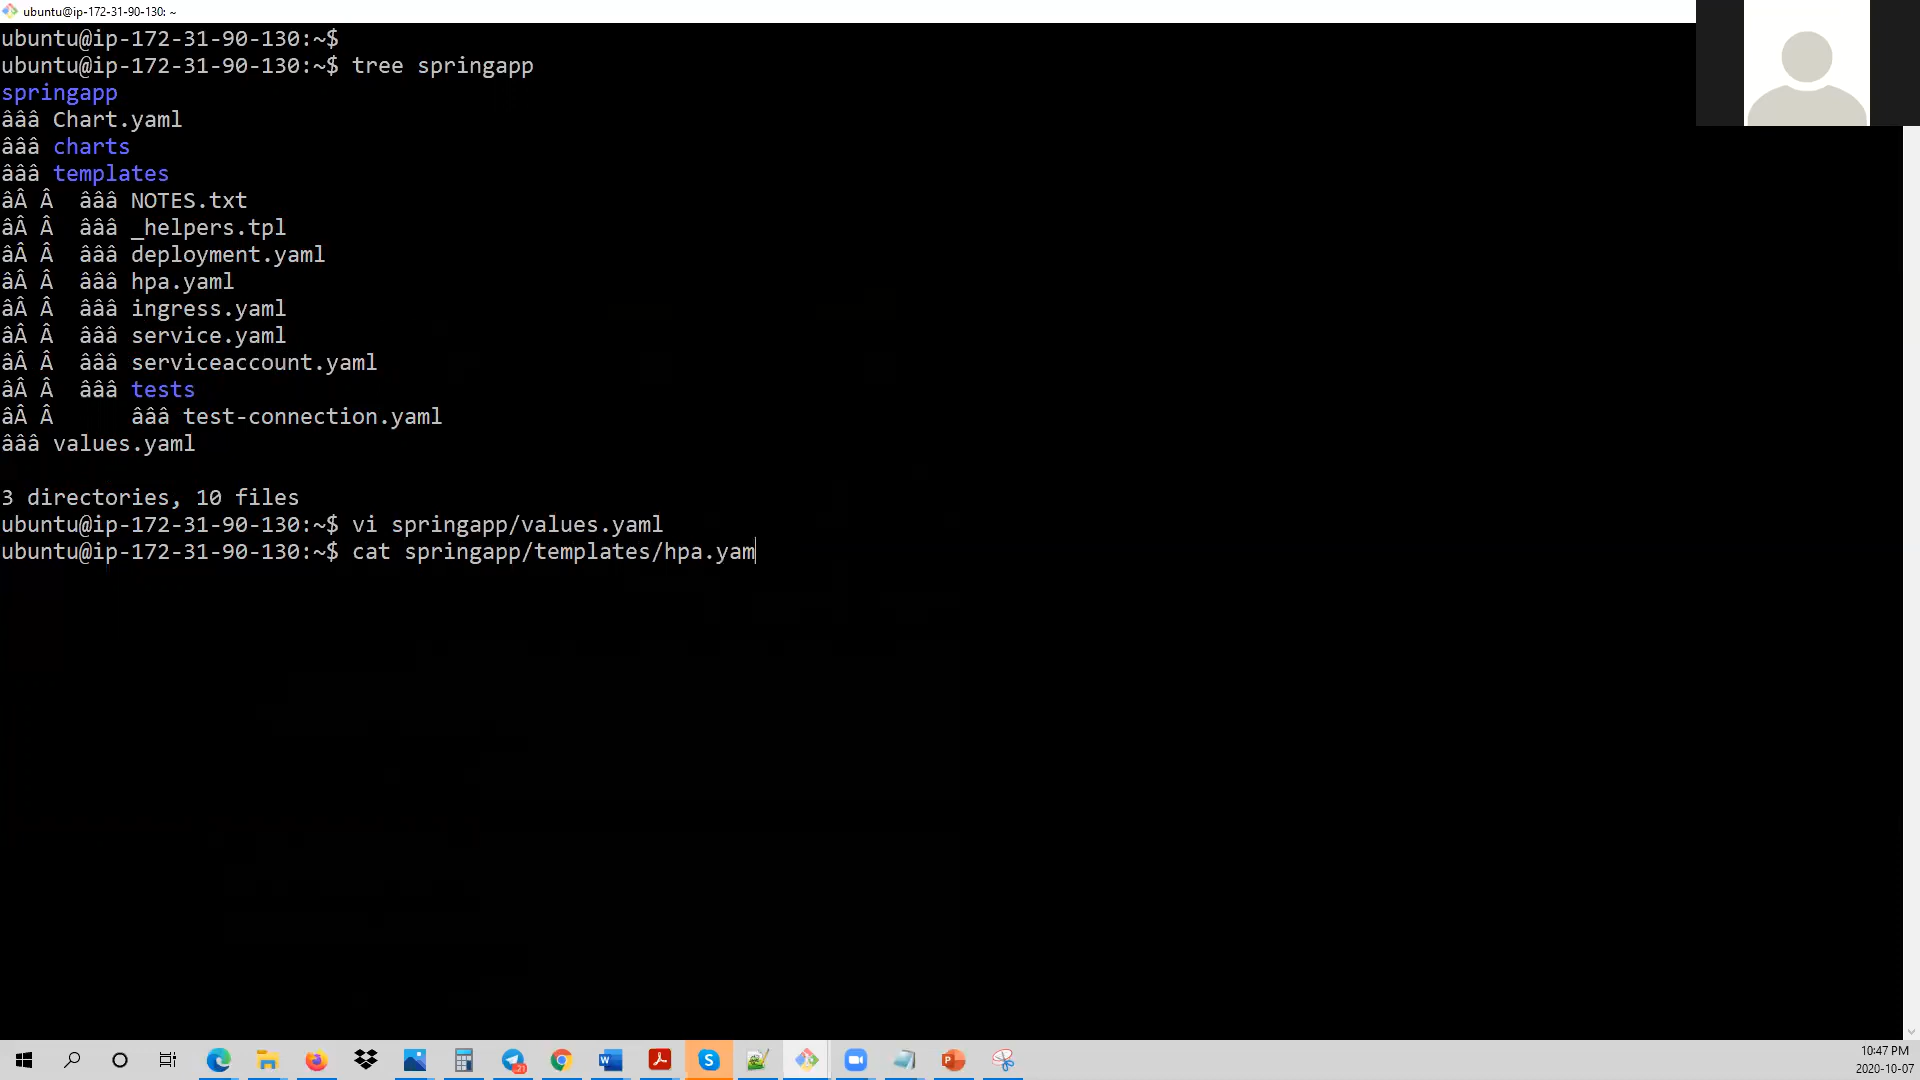 ubuntu@ip-172-31-90-130: ~
ubuntu@ip-172-31-90-130:~$
ubuntu@ip-172-31-90-130:~$ tree springapp
springapp
âââ Chart.yaml
âââ charts
âââ templates
âÂ Â  âââ NOTES.txt
âÂ Â  âââ _helpers.tpl
âÂ Â  âââ deployment.yaml
âÂ Â  âââ hpa.yaml
âÂ Â  âââ ingress.yaml
âÂ Â  âââ service.yaml
âÂ Â  âââ serviceaccount.yaml
âÂ Â  âââ tests
âÂ Â      âââ test-connection.yaml
âââ values.yaml
3 directories, 10 files
ubuntu@ip-172-31-90-130:~$ vi springapp/values.yaml
ubuntu@ip-172-31-90-130:~$ cat springapp/templates/hpa.yam
10:47 PM
2020-10-07